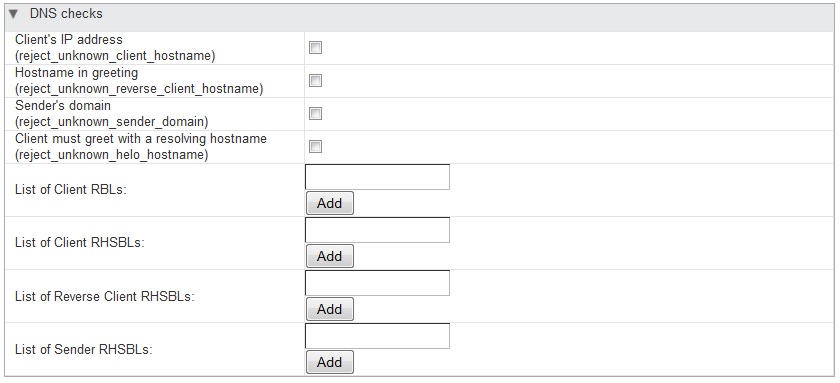 DNS checks
Client's IP address
(reject_unknown_client_hostname)
Hostname in greeting
(reject_unknown_reverse_client_hostname)
Sender's domain
(reject_unknown_sender_domain)
Client must greet with a resolving hostname
(reject_unknown_helo_hostname)
List of Client RBLs:
Add
List of Client RHSBLs:
Add
List of Reverse Client RHSBLs:
Add
List of Sender RHSBLs:
Add